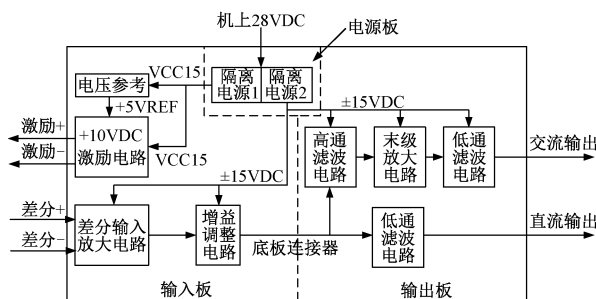 机上28VDC
电源板
VCC15
隔离
电源1
隔离
电源2
电压参考
+5VREF
±15VDC
激励+
激励-
+10VDC
激励电路
VCC15
高通
滤波
电路
末级
放大
电路
低通
滤波
电路
交流输出
±15VDC
差分+
差分-
差分输入
放大电路
增益
调整
电路
底板连接器
低通
滤波
电路
直流输出
输入板
输出板